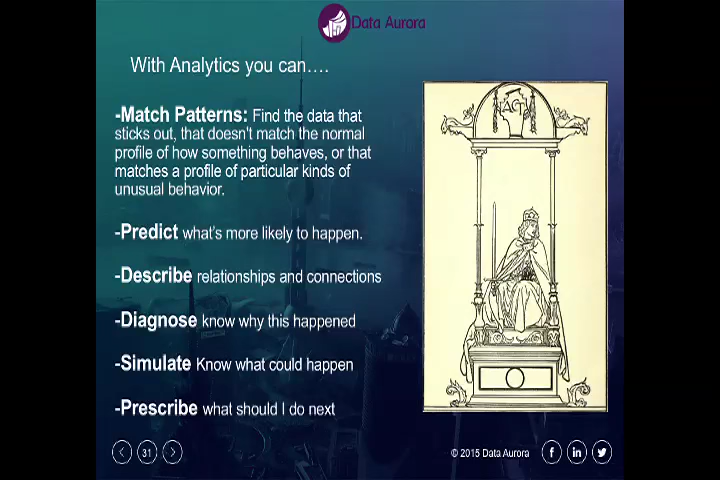 Data Aurora
With Analytics you can....
-Match Patterns: Find the data that
sticks out, that doesn't match the normal
profile of how something behaves, or that
matches a profile of particular kinds of
unusual behavior.
-Predict what's more likely to happen.
-Describe relationships and connections
-Diagnose know why this happened
-Simulate Know what could happen
-Prescribe what should I do next
31
© 2015 Data Aurora